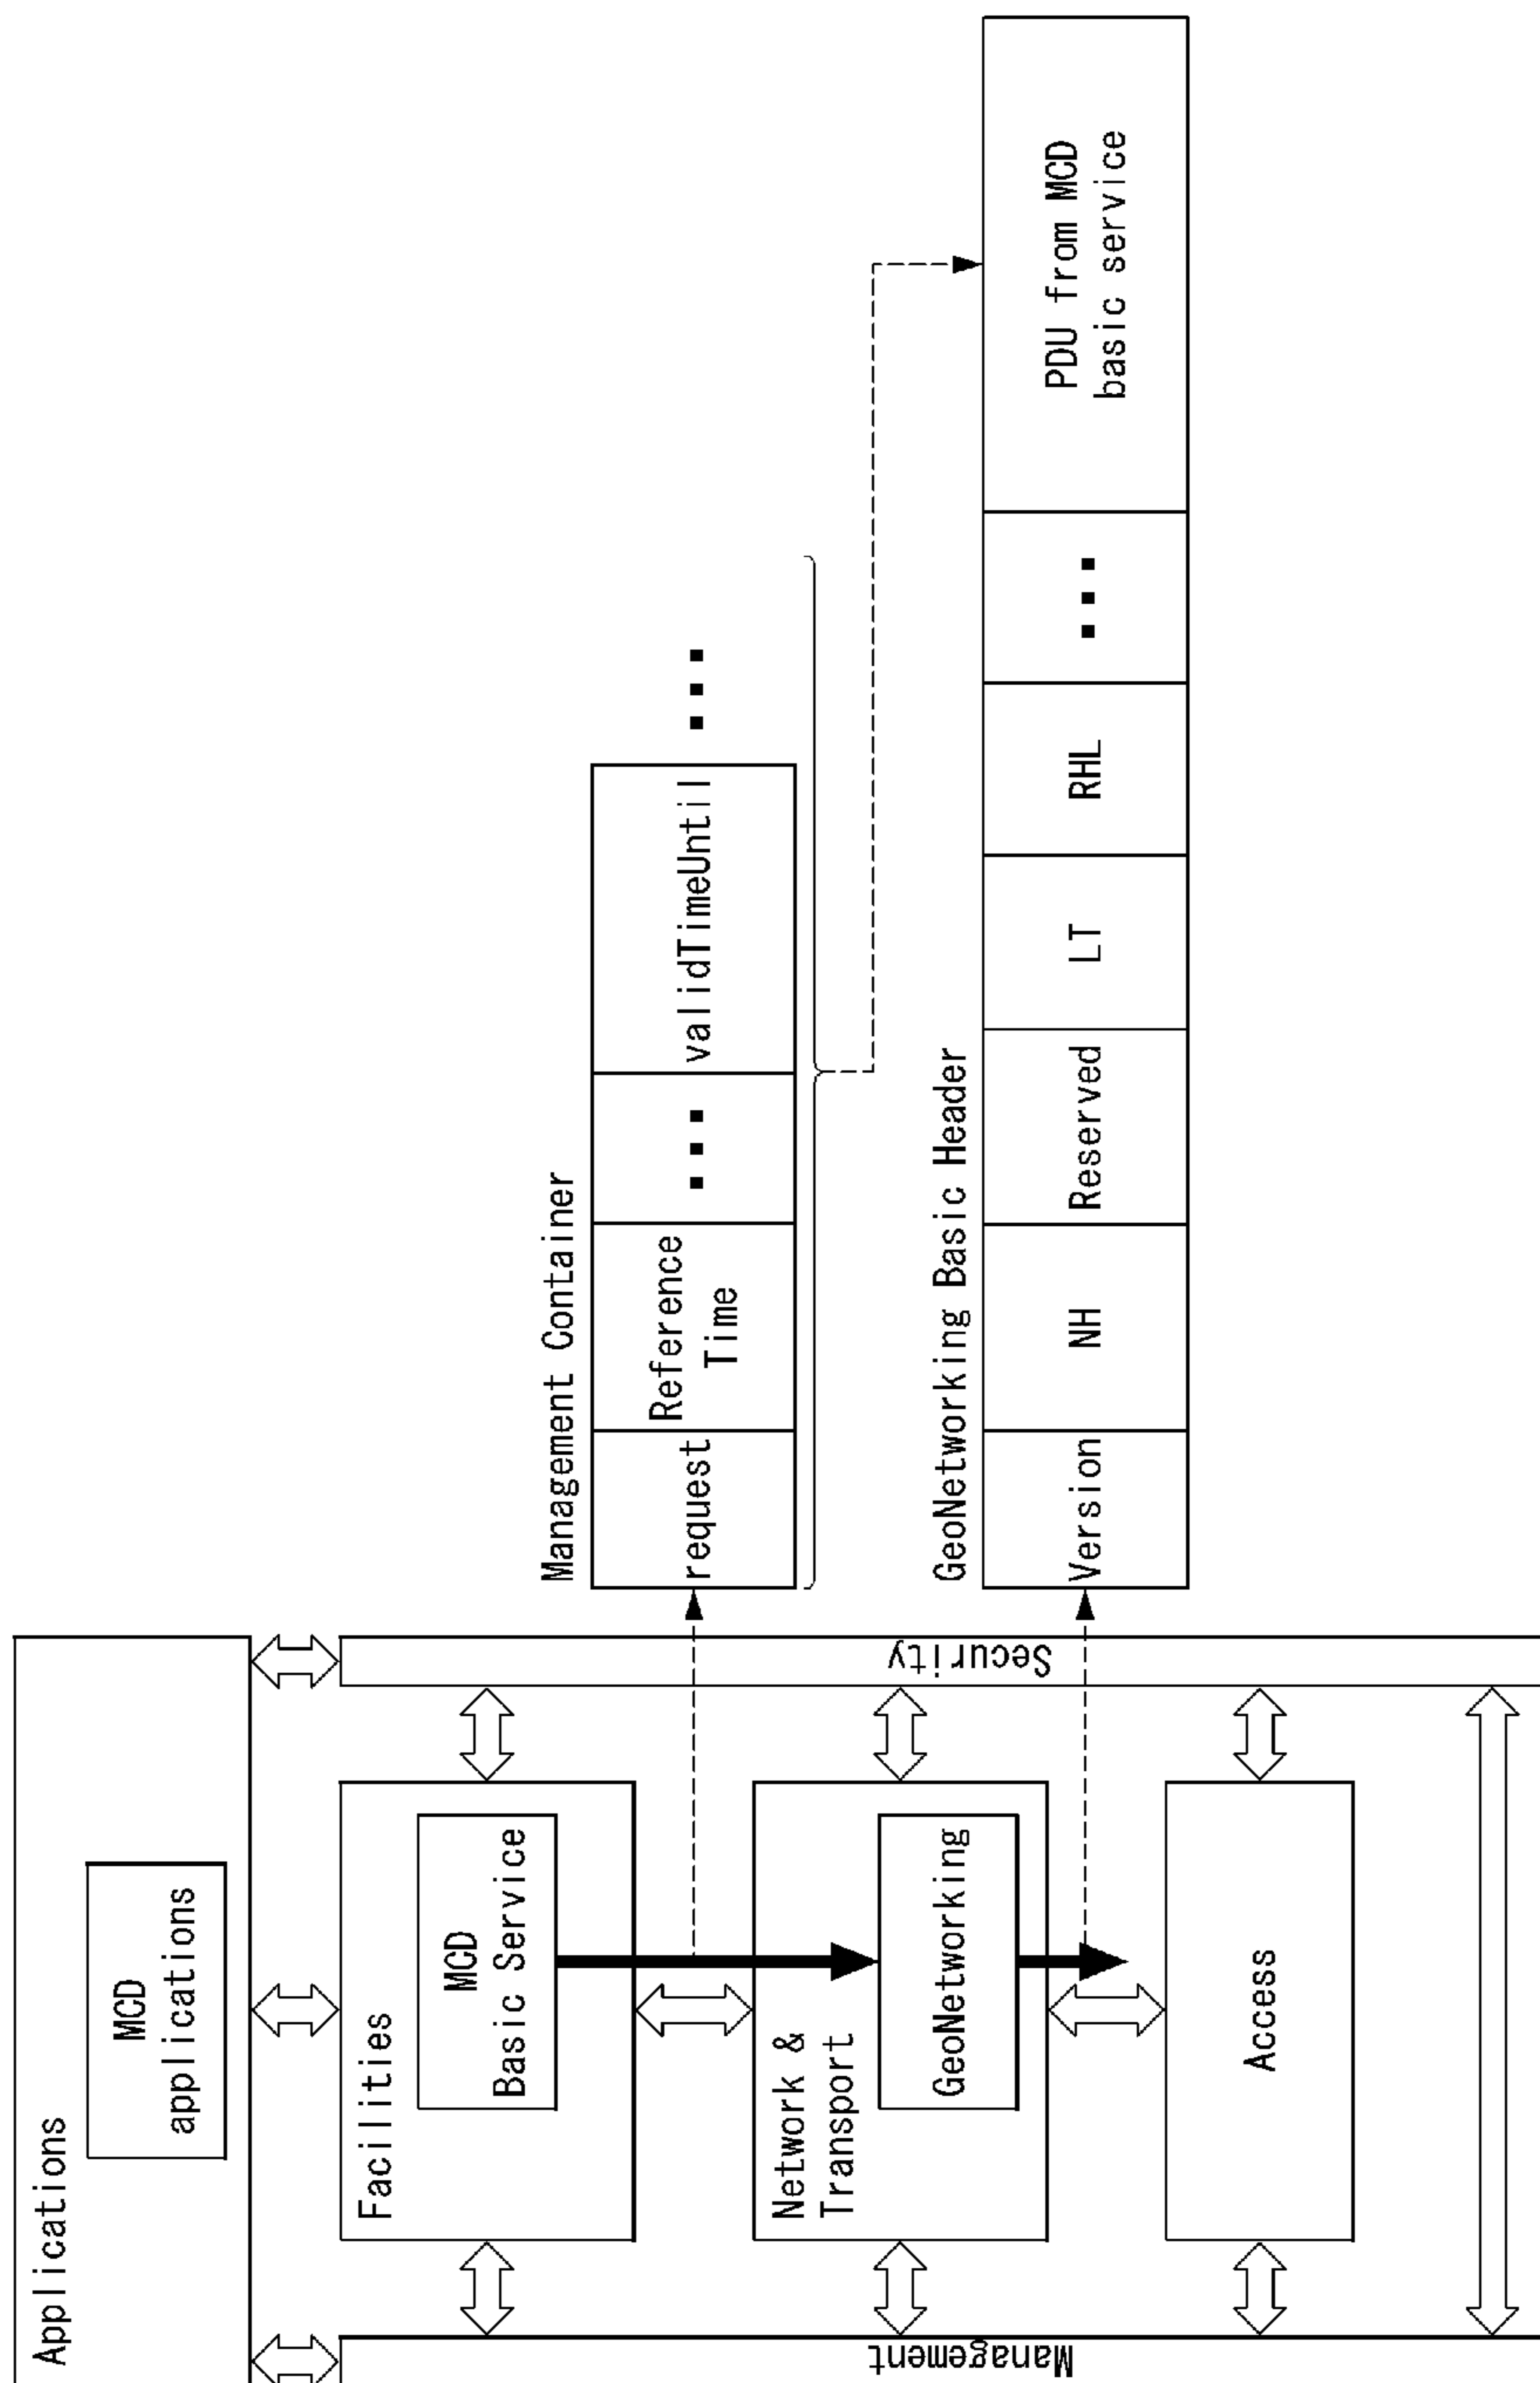 Applications
MCD
applications
Facilities
MCD
Basic Service
Network &
Transport
GeoNetworking
Access
Management
Security
Management Container
request
Reference
Time
...
validTimeUntil
...
GeoNetworking Basic Header
Version
NH
Reserved
LT
RHL
...
PDU from MCD
basic service